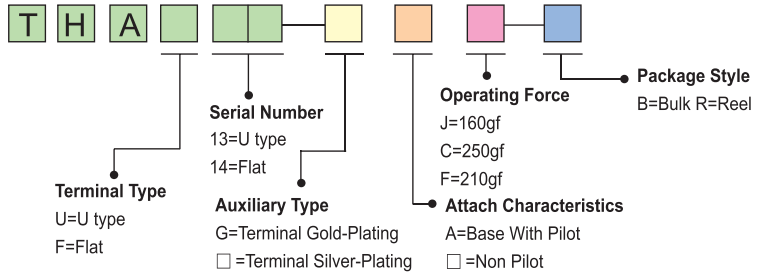 T H A
Package Style
B=Bulk R=Reel
Operating Force
J=160gf
C=250gf
F=210gf
Serial Number
13=U type
14=Flat
Terminal Type
U=U type
F=Flat
Auxiliary Type
G=Terminal Gold-Plating
□ =Terminal Silver-Plating
Attach Characteristics
A=Base With Pilot
□ =Non Pilot